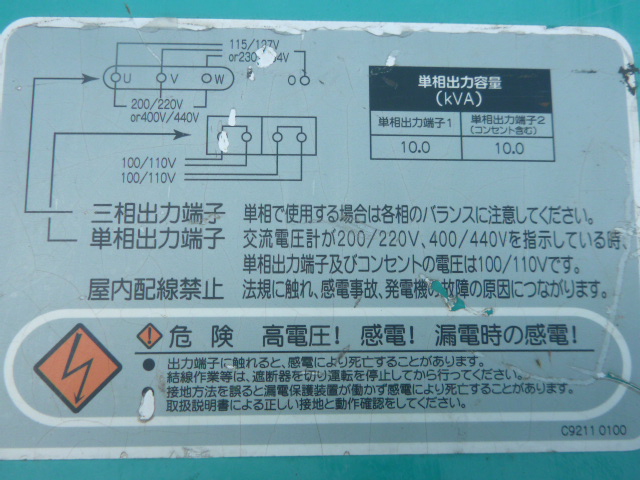 115/127V
U V W O
200/220V
or400V/440V
100/110V
100/110V
単相出力容量
(kVA)
単相出力端子1 単相出力端子2
(コンセント含む)
10.0 10.0
三相出力端子 単相で使用する場合は各相のバランスに注意してください。
単相出力端子 交流電圧計が200/220V、400/440Vを指示している時、
単相出力端子及びコンセントの電圧は100/110Vです。
屋内配線禁止 法規に触れ、感電事故、発電機の故障の原因につながります。
危険 高電圧! 感電! 漏電時の感電!
● 出力端子に触れると、感電により死亡することがあります。
結線作業等は、遮断器を切り運転を停止してから行ってください。
● 接地方法を誤ると漏電保護装置が働かず感電により死亡することがあります。
取扱説明書による正しい接地と動作確認をしてください。
C9211 0100